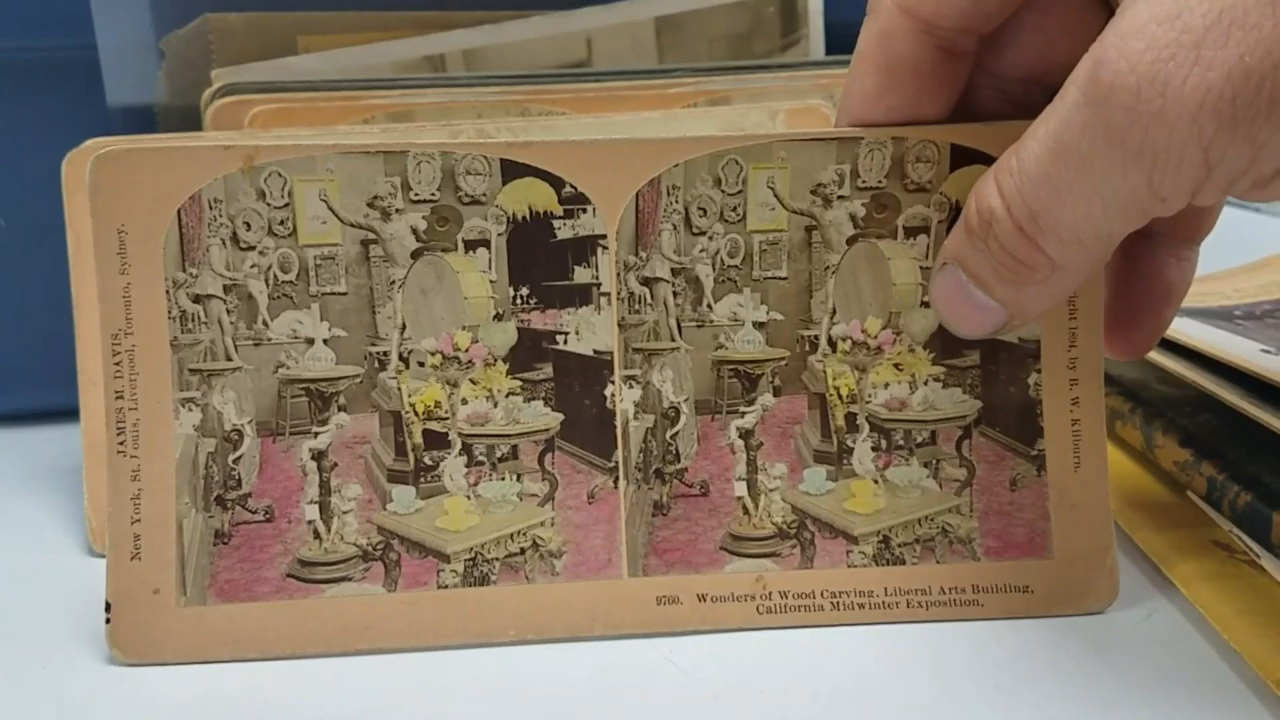 JAMES M. DAVIS,
New York, St. Louis, Liverpool, Toronto, Sydney.
right 1894, by B. W. Kilburn.
9760. Wonders of Wood Carving, Liberal Arts Building,
California Midwinter Exposition,